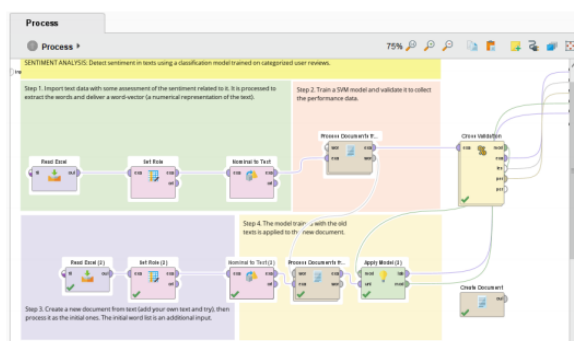 Process
Process
75%
SENTIMENT ANALYSIS: Detect sentiment in texts using a classification model trained on categorized user reviews.
Step 1. Import text data with some assessment of the sentiment related to it. It is processed to
extract the words and deliver a word-vector (a numerical representation of the text).
Step 2. Train a SVM model and validate it to collect
the performance data.
Process Documents fr...
Cross Validation
Read Excel
Set Role
Nominal to Text
Step 4. The model trained with the old
texts is applied to the new document.
Read Excel (2)
Set Role (2)
Nominal to Text (2)
Process Documents fr...
Apply Model (2)
Create Document
Step 3. Create a new document from text (add your own text and try), then
process it as the initial ones. The initial word list is an additional input.